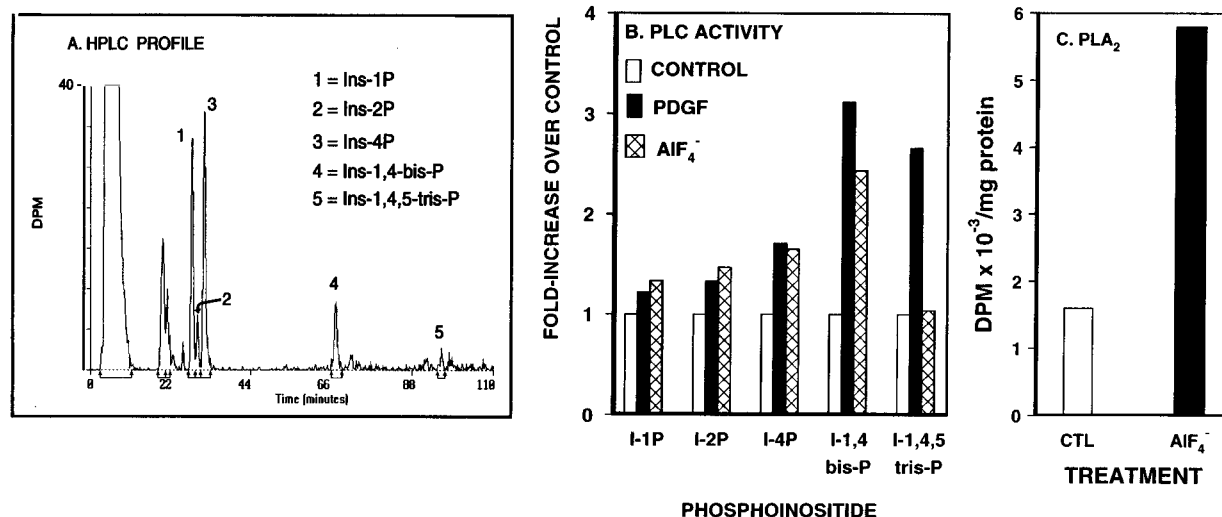 A. HPLC PROFILE
40
DPM
1 = Ins-1P
2 = Ins-2P
3 = Ins-4P
4 = Ins-1,4-bis-P
5 = Ins-1,4,5-tris-P
1
2
3
4
5
0 22 44 66 88 110
Time (minutes)
B. PLC ACTIVITY
CONTROL
PDGF
AlF₄⁻
FOLD-INCREASE OVER CONTROL
4
3
2
1
0
I-1P I-2P I-4P I-1,4 I-1,4,5
bis-P tris-P
PHOSPHOINOSITIDE
C. PLA₂
DPM x 10⁻³/mg protein
6
5
4
3
2
1
0
CTL AlF₄⁻
TREATMENT